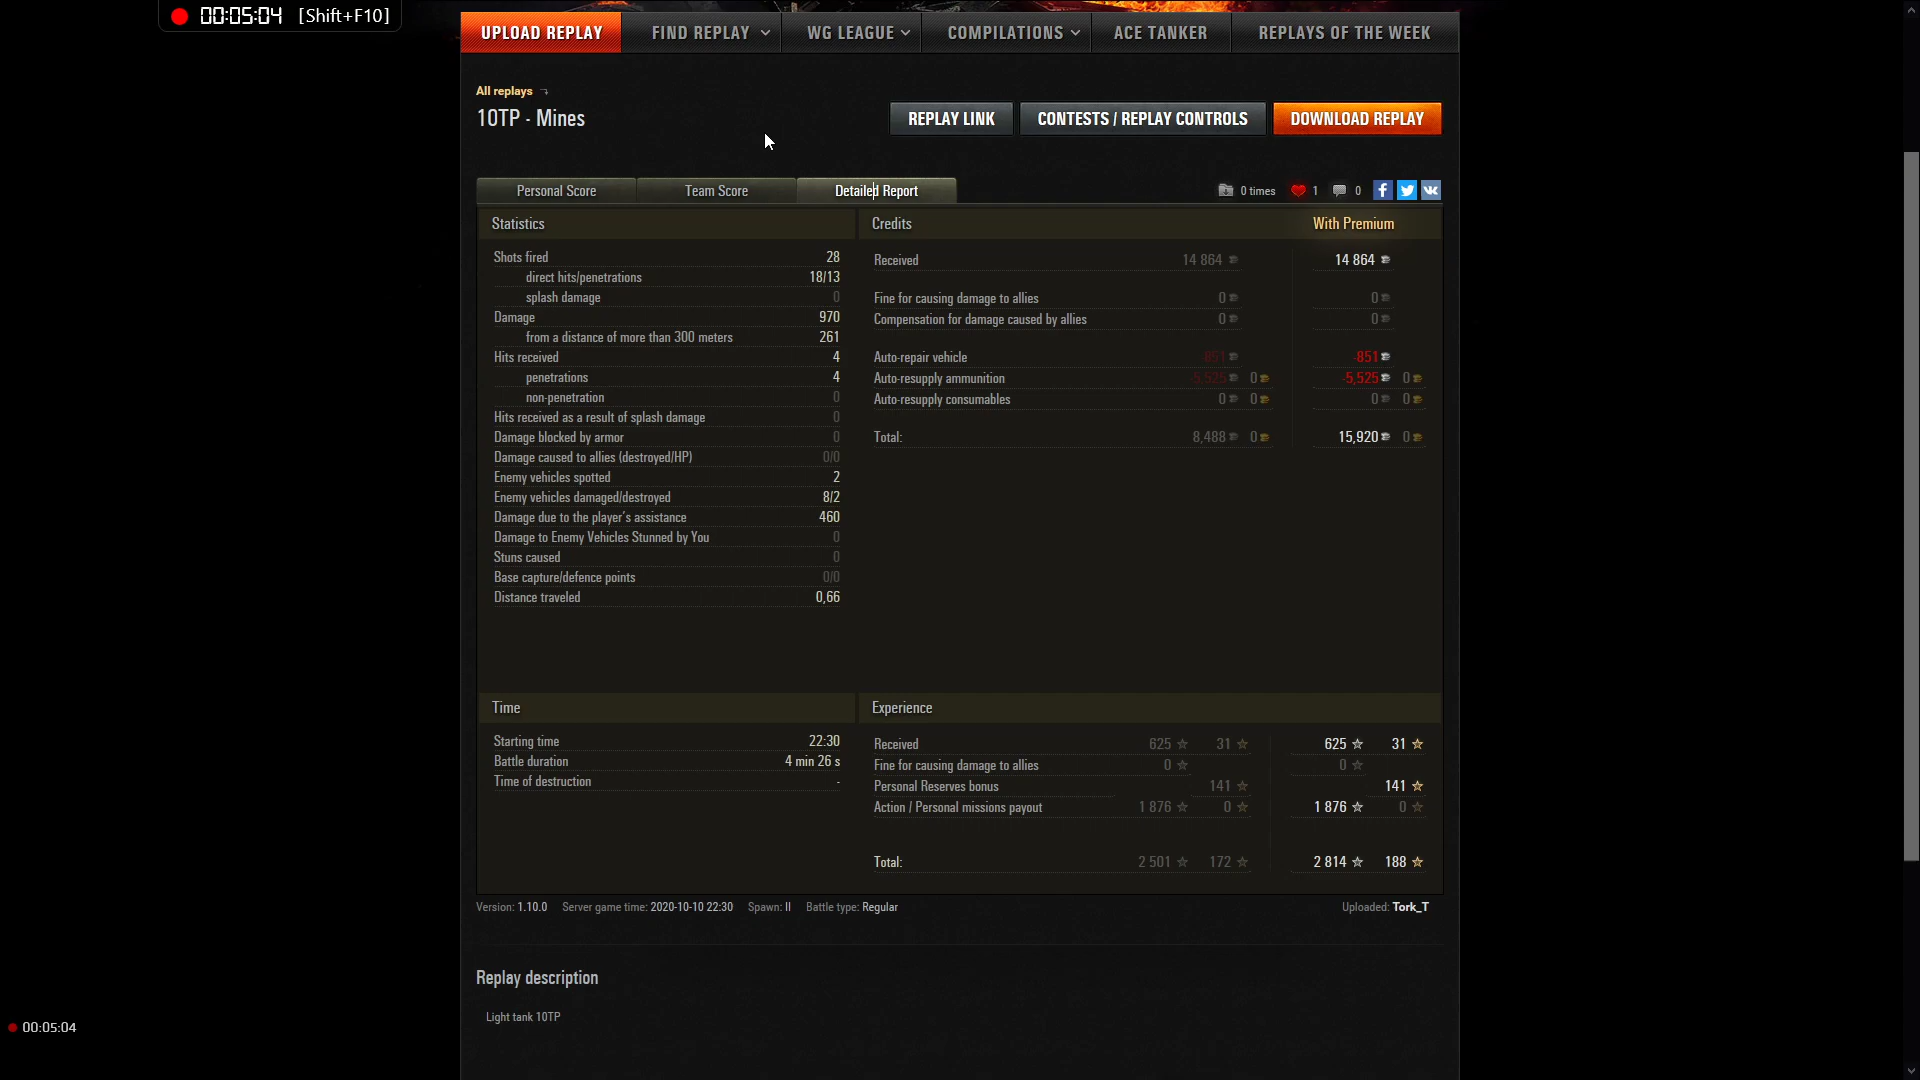 00:05:04 [Shift+F10]
UPLOAD REPLAY FIND REPLAY WG LEAGUE COMPILATIONS ACE TANKER REPLAYS OF THE WEEK
All replays
10TP - Mines
REPLAY LINK CONTESTS / REPLAY CONTROLS DOWNLOAD REPLAY
Personal Score Team Score Detailed Report 0 times 1 0
Statistics
Shots fired 28
direct hits/penetrations 18/13
splash damage 0
Damage 970
from a distance of more than 300 meters 261
Hits received 4
penetrations 4
non-penetration 0
Hits received as a result of splash damage 0
Damage blocked by armor 0
Damage caused to allies (destroyed/HP) 0/0
Enemy vehicles spotted 2
Enemy vehicles damaged/destroyed 8/2
Damage due to the player's assistance 460
Damage to Enemy Vehicles Stunned by You 0
Stuns caused 0
Base capture/defence points 0/0
Distance traveled 0,66
Credits With Premium
Received 14 864 14 864
Fine for causing damage to allies 0 0
Compensation for damage caused by allies 0 0
Auto-repair vehicle -851 -851
Auto-resupply ammunition -5,525 0 -5,525 0
Auto-resupply consumables 0 0 0 0
Total: 8,488 0 15,920 0
Time
Starting time 22:30
Battle duration 4 min 26 s
Time of destruction -
Experience
Received 625 31 625 31
Fine for causing damage to allies 0 0
Personal Reserves bonus 141 141
Action / Personal missions payout 1 876 0 1 876 0
Total: 2 501 172 2 814 188
Version: 1.10.0 Server game time: 2020-10-10 22:30 Spawn: II Battle type: Regular Uploaded: Tork_T
Replay description
Light tank 10TP
00:05:04